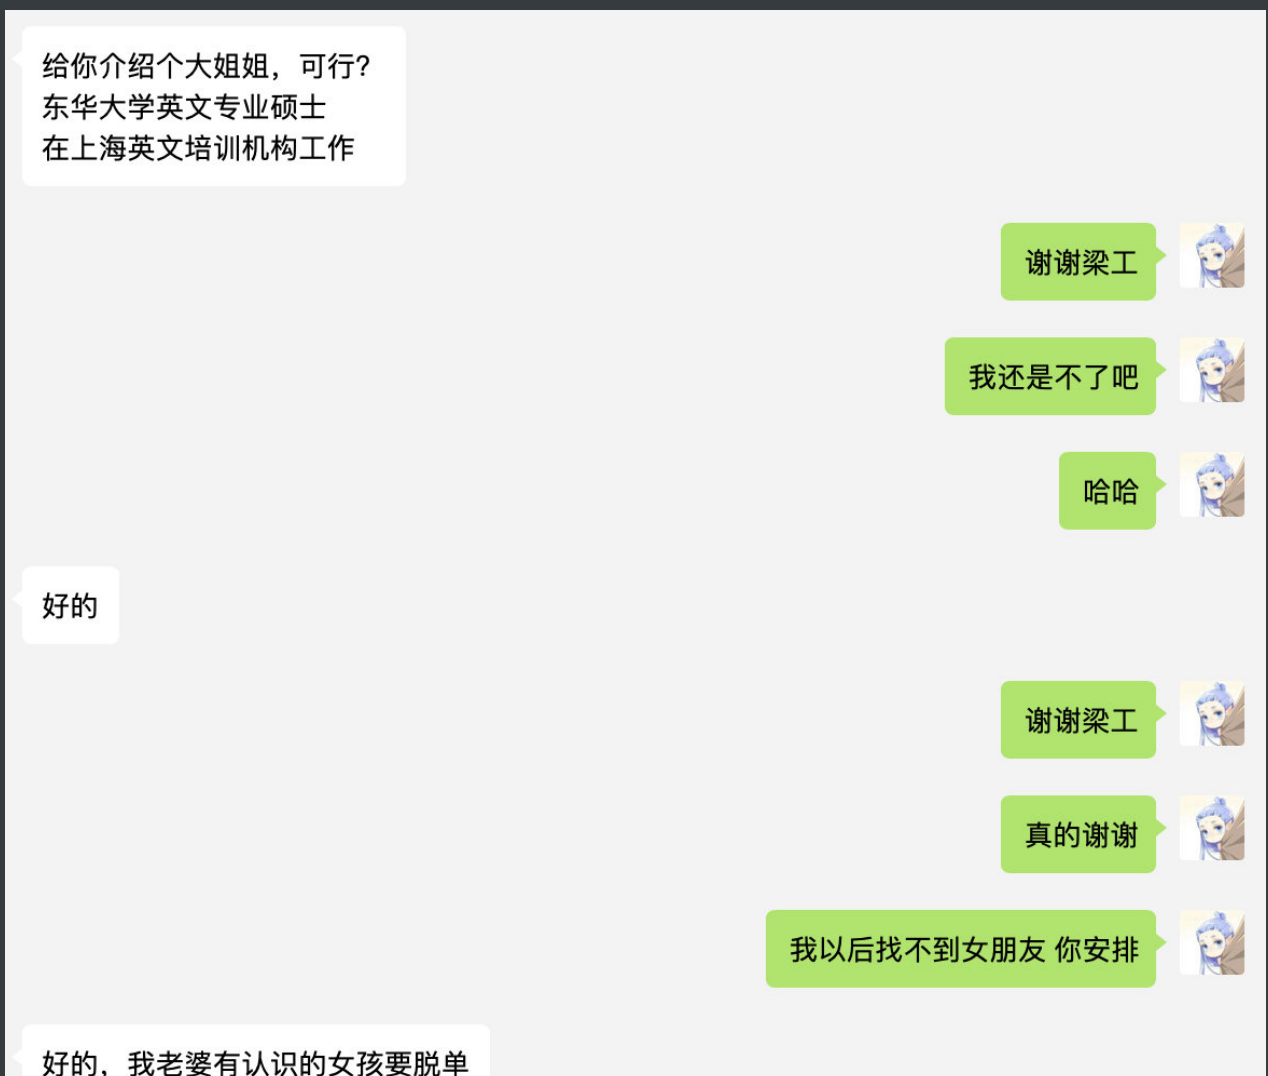 给你介绍个大姐姐，可行?
东华大学英文专业硕士
在上海英文培训机构工作
谢谢梁工
我还是不了吧
哈哈
好的
谢谢梁工
真的谢谢
我以后找不到女朋友 你安排
好的，我老婆有认识的女孩要脱单